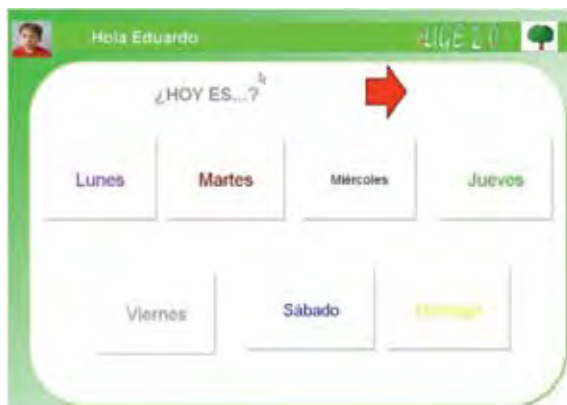 Hola Eduardo
¿HOY ES...?
Lunes Martes Miércoles Jueves
Viernes Sábado Domingo